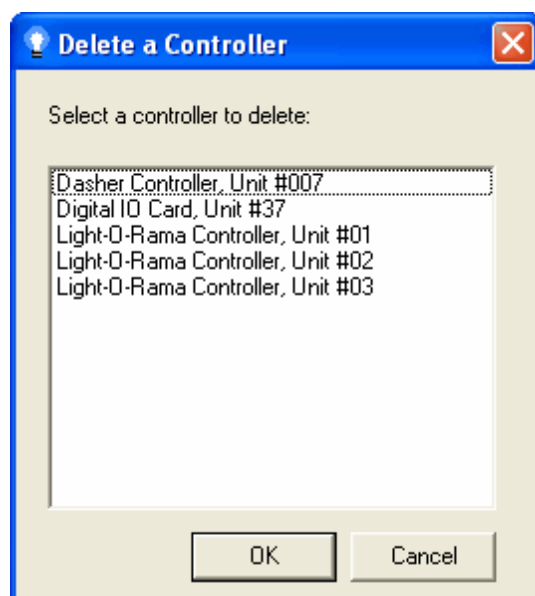 Delete a Controller
Select a controller to delete:
Dasher Controller, Unit #007
Digital IO Card, Unit #37
Light-O-Rama Controller, Unit #01
Light-O-Rama Controller, Unit #02
Light-O-Rama Controller, Unit #03
OK Cancel